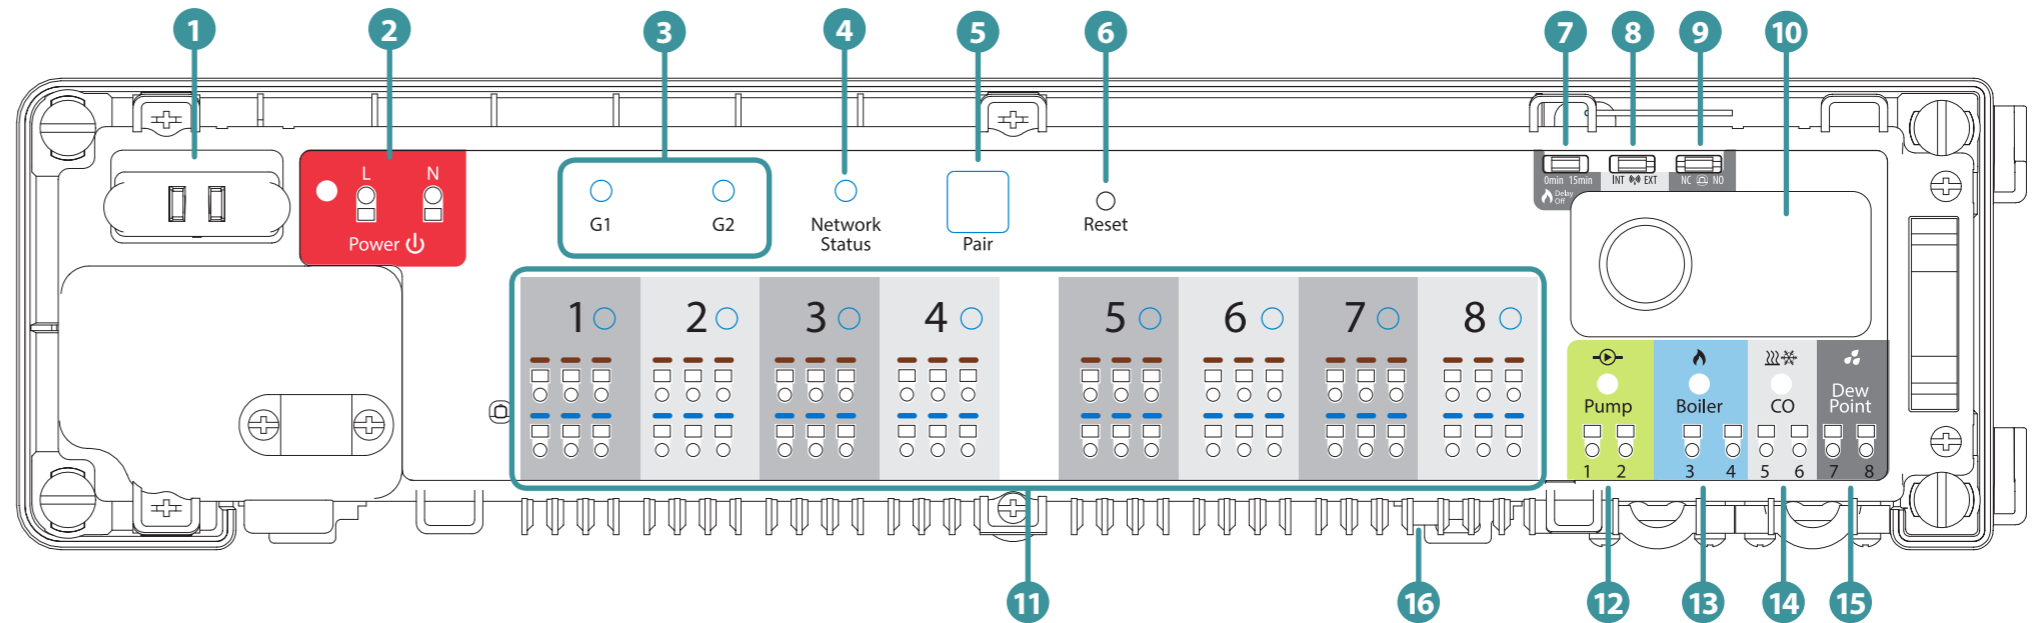 1 2 3 4 5 6 7 8 9 10
L N
Power
G1 G2
Network
Status
Pair
Reset
0min 15min
Delay
Off
INT EXT
NC NO
1 2 3 4 5 6 7 8
Pump
Boiler
CO
Dew
Point
1 2 3 4 5 6 7 8
11 16 12 13 14 15